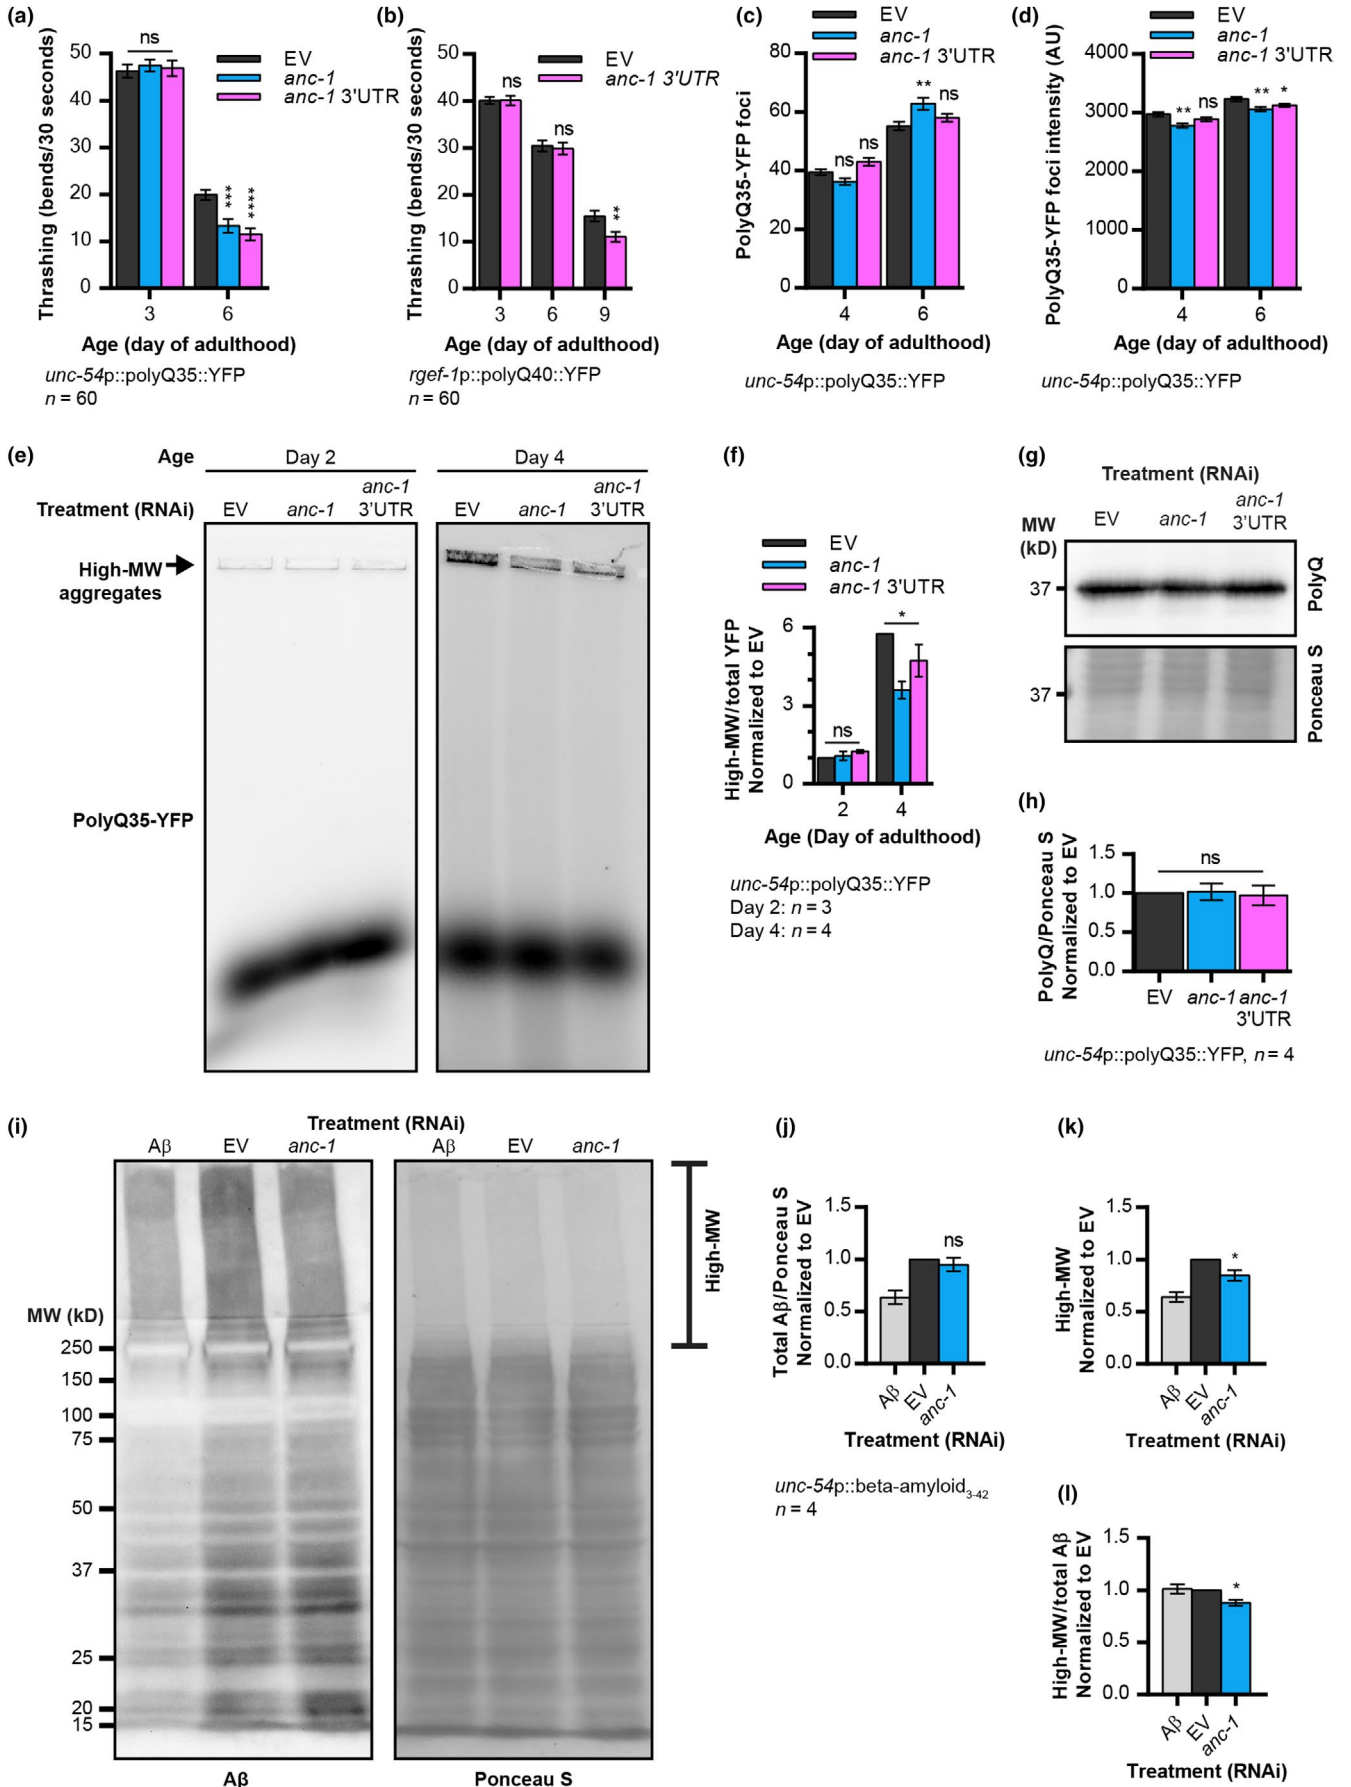 (a)
ns
EV
anc-1
anc-1 3'UTR
Thrashing (bends/30 seconds)
50
40
30
20
10
0
***
****
3 6
Age (day of adulthood)
unc-54p::polyQ35::YFP
n = 60
(b)
EV
anc-1 3'UTR
Thrashing (bends/30 seconds)
50
40
30
20
10
0
ns
ns
**
3 6 9
Age (day of adulthood)
rgef-1p::polyQ40::YFP
n = 60
(c)
EV
anc-1
anc-1 3'UTR
PolyQ35-YFP foci
80
60
40
20
0
ns
ns
**
ns
4 6
Age (day of adulthood)
unc-54p::polyQ35::YFP
(d)
EV
anc-1
anc-1 3'UTR
PolyQ35-YFP foci intensity (AU)
4000
3000
2000
1000
0
**
ns
**
*
4 6
Age (day of adulthood)
unc-54p::polyQ35::YFP
(e)
Age
Day 2
Day 4
Treatment (RNAi)
EV anc-1 anc-1
3'UTR
EV anc-1 anc-1
3'UTR
High-MW
aggregates
PolyQ35-YFP
(f)
EV
anc-1
anc-1 3'UTR
High-MW/total YFP
Normalized to EV
6
3
0
ns
*
2 4
Age (Day of adulthood)
unc-54p::polyQ35::YFP
Day 2: n = 3
Day 4: n = 4
(g)
Treatment (RNAi)
MW
(kD)
EV anc-1 anc-1
3'UTR
37
PolyQ
37
Ponceau S
(h)
PolyQ/Ponceau S
Normalized to EV
1.5
1.0
0.5
0.0
ns
EV anc-1 anc-1
3'UTR
unc-54p::polyQ35::YFP, n = 4
(i)
Treatment (RNAi)
Aβ EV anc-1
Aβ EV anc-1
High-MW
MW (kD)
250
150
100
75
50
37
25
20
15
Aβ
Ponceau S
(j)
Total Aβ/Ponceau S
Normalized to EV
1.5
1.0
0.5
0.0
ns
Aβ EV anc-1
Treatment (RNAi)
unc-54p::beta-amyloid3-42
n = 4
(k)
High-MW
Normalized to EV
1.5
1.0
0.5
0.0
*
Aβ EV anc-1
Treatment (RNAi)
(l)
High-MW/total Aβ
Normalized to EV
1.5
1.0
0.5
0.0
*
Aβ EV anc-1
Treatment (RNAi)